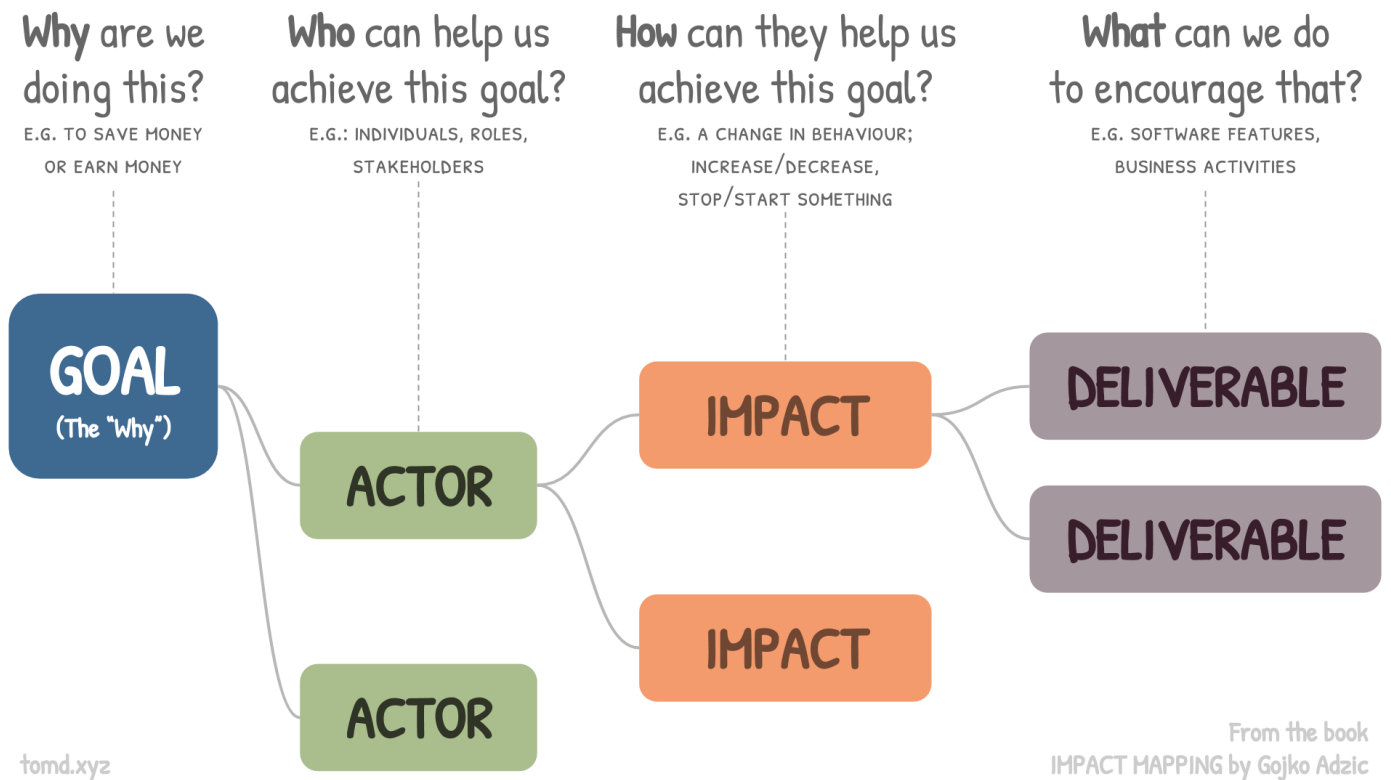 Why are we
doing this?
E.G. TO SAVE MONEY
OR EARN MONEY
Who can help us
achieve this goal?
E.G.: INDIVIDUALS, ROLES,
STAKEHOLDERS
How can they help us
achieve this goal?
E.G. A CHANGE IN BEHAVIOUR;
INCREASE/DECREASE,
STOP/START SOMETHING
What can we do
to encourage that?
E.G. SOFTWARE FEATURES,
BUSINESS ACTIVITIES
GOAL
(The "Why")
ACTOR
ACTOR
IMPACT
IMPACT
DELIVERABLE
DELIVERABLE
tomd.xyz
From the book
IMPACT MAPPING by Gojko Adzic